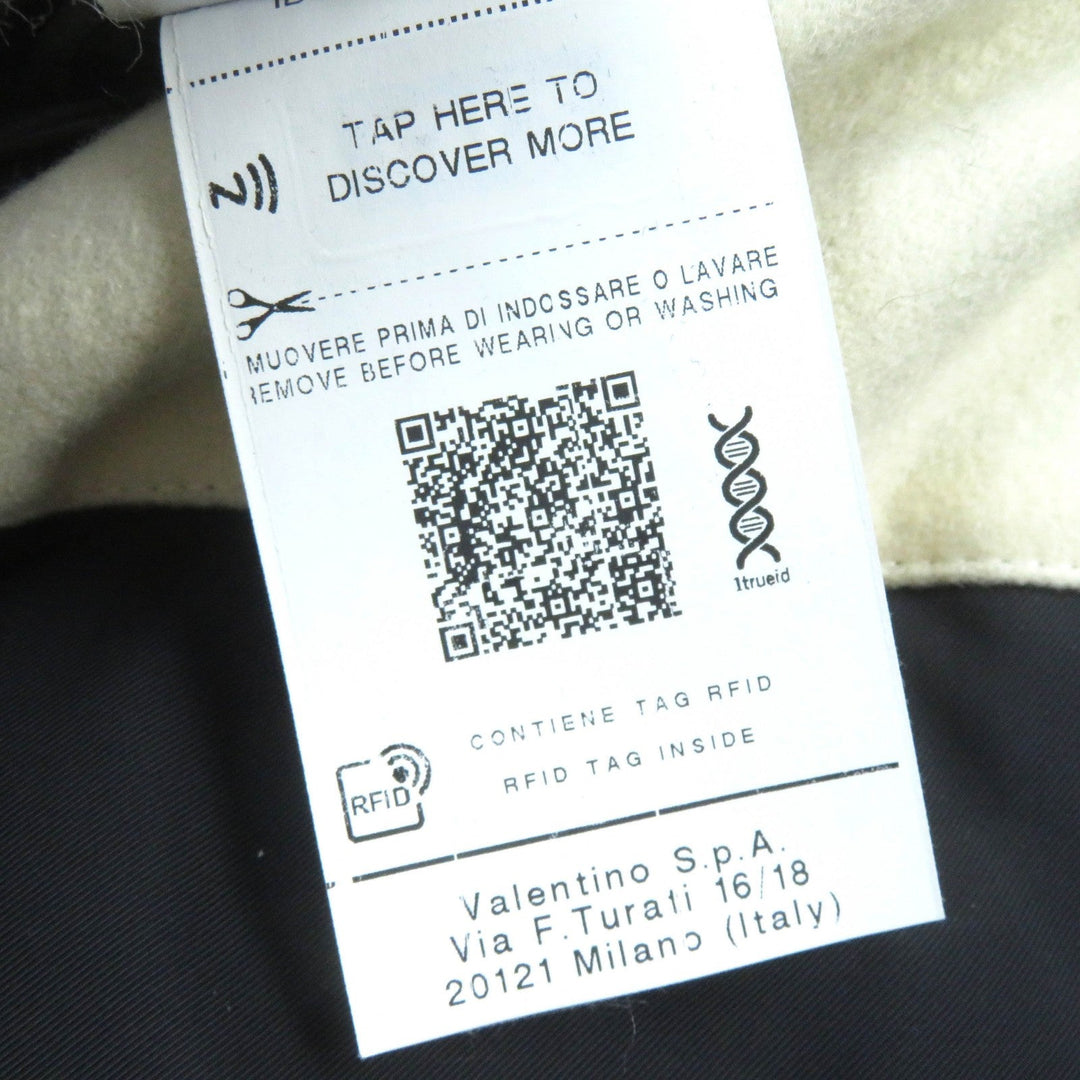 TAP HERE TO
DISCOVER MORE
MUOVERE PRIMA DI INDOSSARE O LAVARE
REMOVE BEFORE WEARING OR WASHING
1trueid
CONTIENE TAG RFID
RFID TAG INSIDE
RFID
Valentino S.p.A.
Via F.Turati 16/18
20121 Milano (Italy)